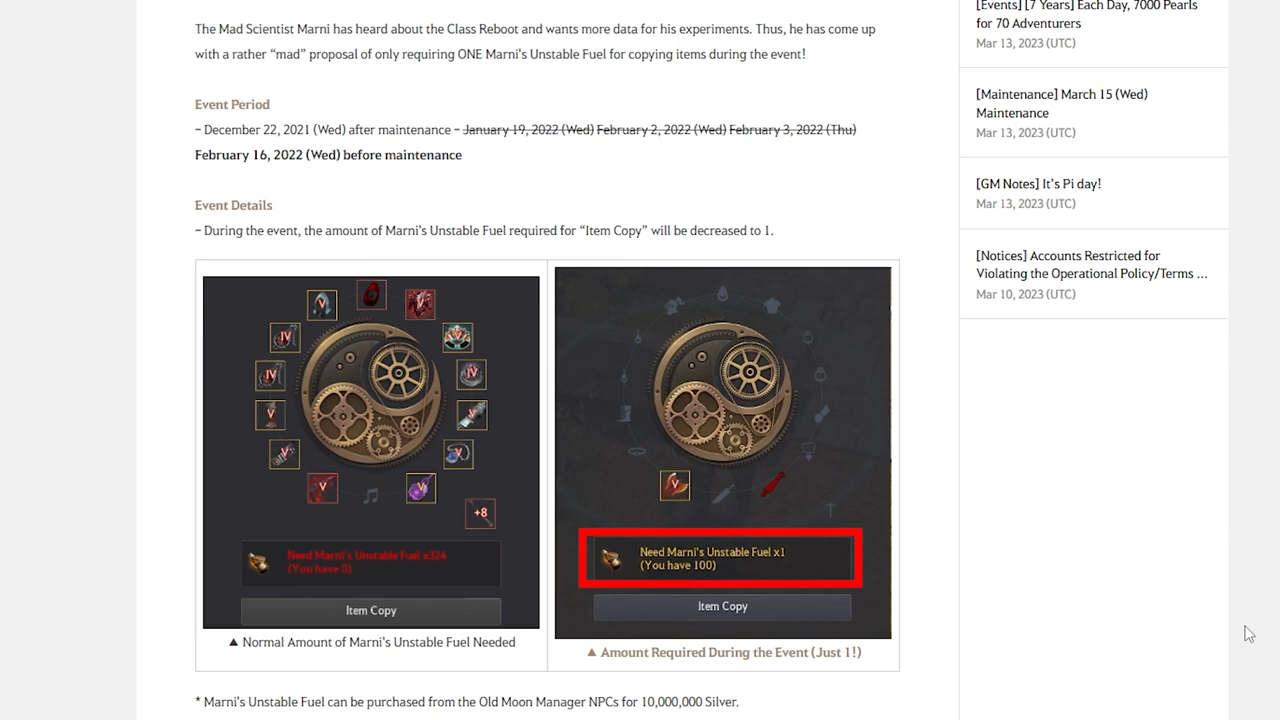 The Mad Scientist Marni has heard about the Class Reboot and wants more data for his experiments. Thus, he has come up
with a rather “mad” proposal of only requiring ONE Marni's Unstable Fuel for copying items during the event!
Event Period
- December 22, 2021 (Wed) after maintenance - January 19, 2022 (Wed) February 2, 2022 (Wed) February 3, 2022 (Thu)
February 16, 2022 (Wed) before maintenance
Event Details
- During the event, the amount of Marni's Unstable Fuel required for “Item Copy” will be decreased to 1.
V
IV
V
IV
IV
V
V
V
V
V
V
+8
Need Marni's Unstable Fuel x324
(You have 0)
Item Copy
▲ Normal Amount of Marni's Unstable Fuel Needed
V
Need Marni's Unstable Fuel x1
(You have 100)
Item Copy
▲ Amount Required During the Event (Just 1!)
* Marni's Unstable Fuel can be purchased from the Old Moon Manager NPCs for 10,000,000 Silver.
[Events] [7 Years] Each Day, 7000 Pearls
for 70 Adventurers
Mar 13, 2023 (UTC)
[Maintenance] March 15 (Wed)
Maintenance
Mar 13, 2023 (UTC)
[GM Notes] It's Pi day!
Mar 13, 2023 (UTC)
[Notices] Accounts Restricted for
Violating the Operational Policy/Terms ...
Mar 10, 2023 (UTC)